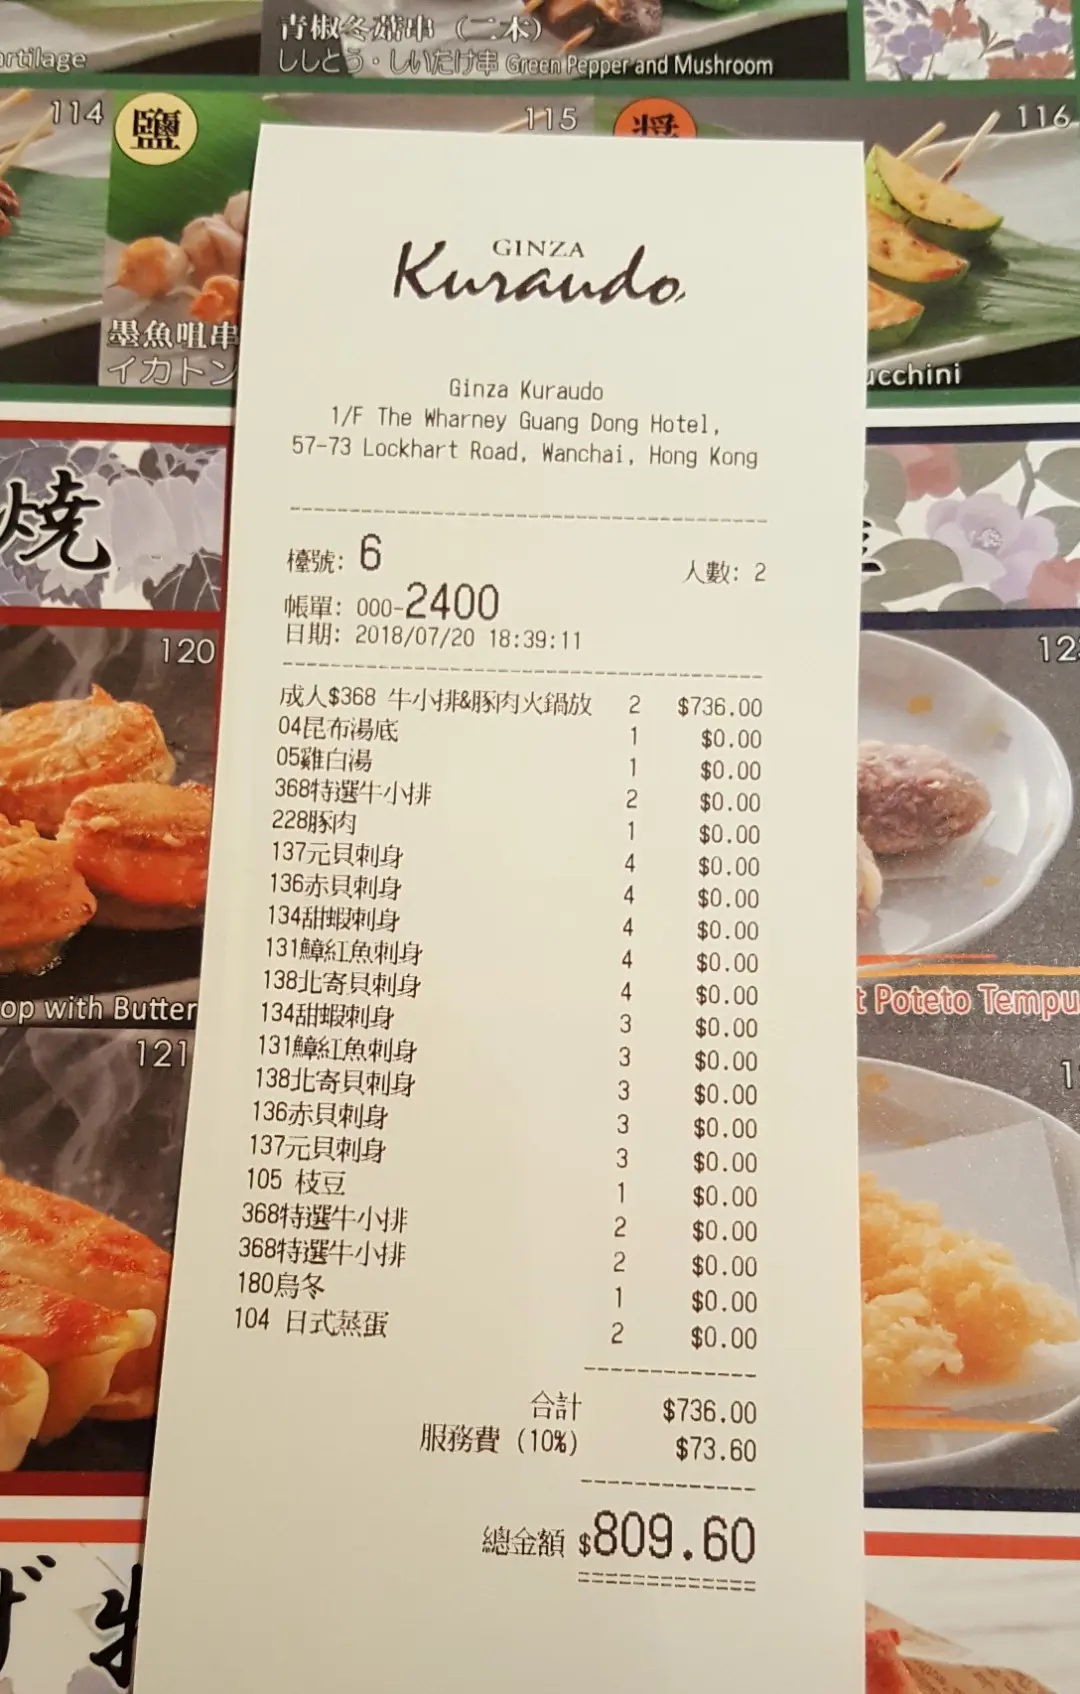 青椒冬菇串（二本）
ししとう・しいたけ串 Green Pepper and Mushroom
artilage
114
鹽
115
醬
116
墨魚咀串
イカトン
ucchini
GINZA
Kuraudo
Ginza Kuraudo
1/F The Wharney Guang Dong Hotel,
57-73 Lockhart Road, Wanchai, Hong Kong
燒
檯號: 6 人數: 2
帳單: 000-2400
日期: 2018/07/20 18:39:11
成人$368 牛小排&豚肉火鍋放 2 $736.00
04昆布湯底 1 $0.00
05雞白湯 1 $0.00
368特選牛小排 2 $0.00
228豚肉 1 $0.00
137元貝刺身 4 $0.00
136赤貝刺身 4 $0.00
134甜蝦刺身 4 $0.00
131鱆紅魚刺身 4 $0.00
138北寄貝刺身 4 $0.00
134甜蝦刺身 3 $0.00
131鱆紅魚刺身 3 $0.00
138北寄貝刺身 3 $0.00
136赤貝刺身 3 $0.00
137元貝刺身 3 $0.00
105 枝豆 1 $0.00
368特選牛小排 2 $0.00
368特選牛小排 2 $0.00
180烏冬 1 $0.00
104 日式蒸蛋 2 $0.00
合計 $736.00
服務費 (10%) $73.60
總金額 $809.60
120
op with Butter
121
t Poteto Tempu
げ物